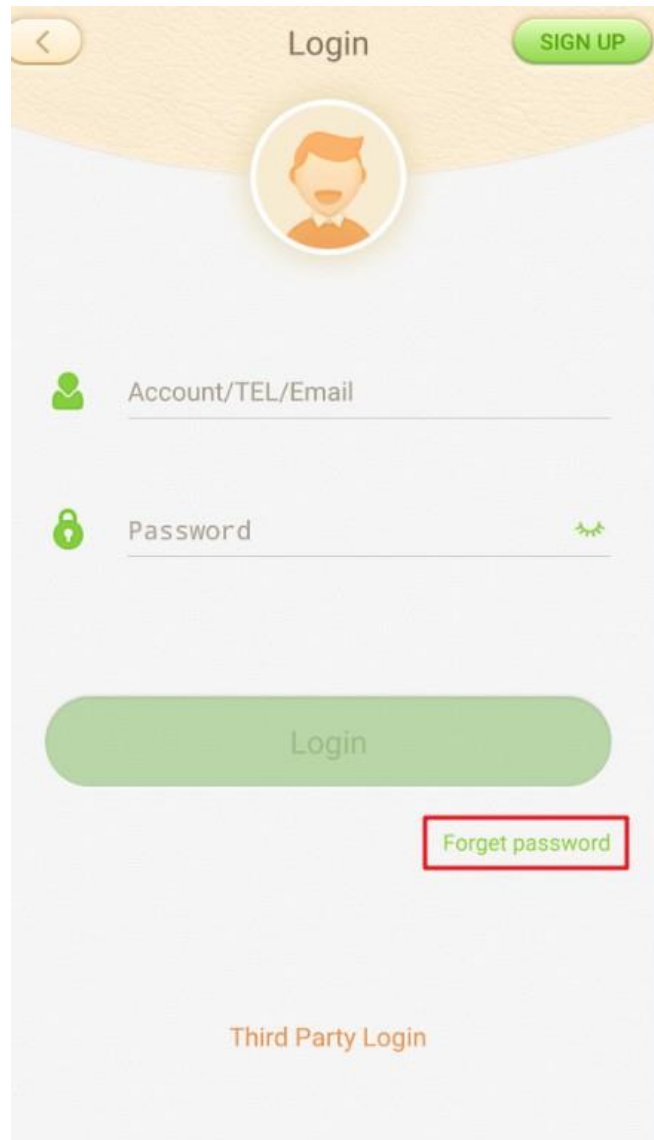 Login
SIGN UP
Account/TEL/Email
Password
Login
Forget password
Third Party Login